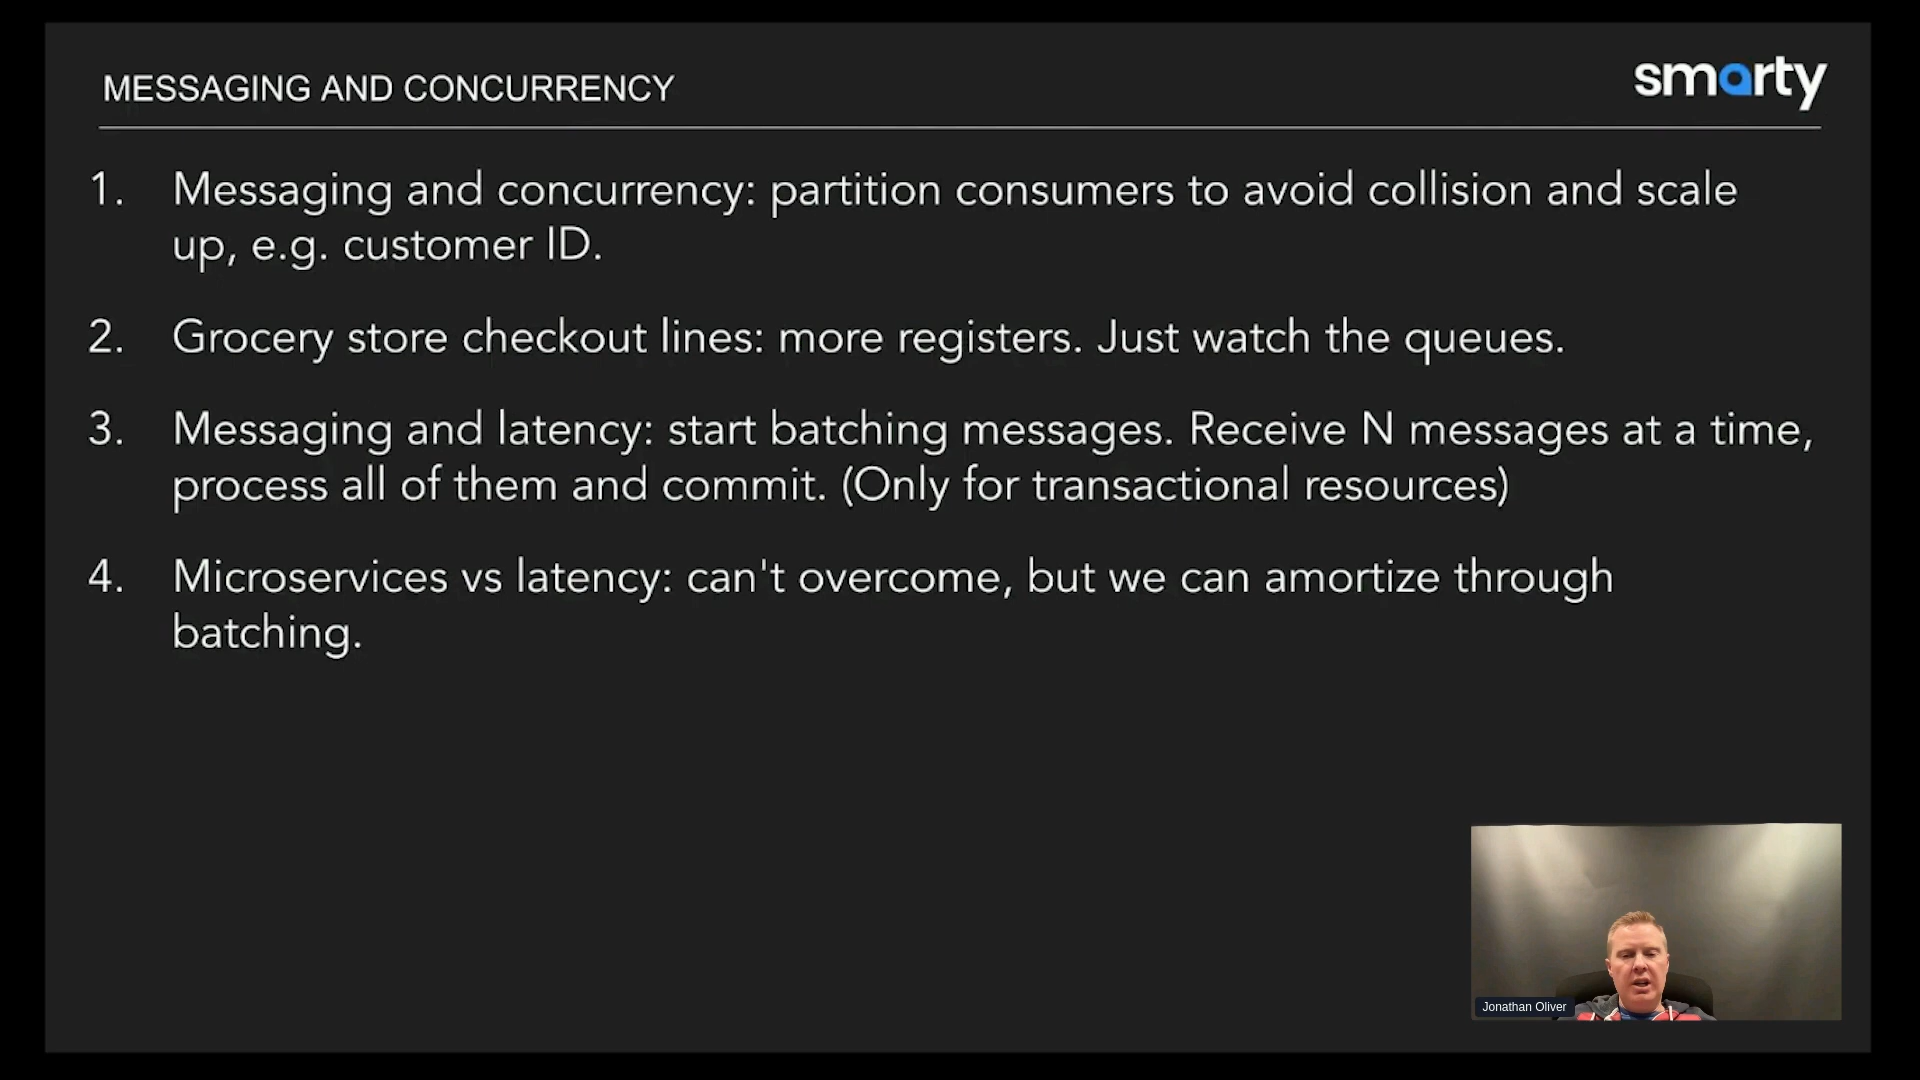 MESSAGING AND CONCURRENCY
smarty
1. Messaging and concurrency: partition consumers to avoid collision and scale
up, e.g. customer ID.
2. Grocery store checkout lines: more registers. Just watch the queues.
3. Messaging and latency: start batching messages. Receive N messages at a time,
process all of them and commit. (Only for transactional resources)
4. Microservices vs latency: can't overcome, but we can amortize through
batching.
Jonathan Oliver